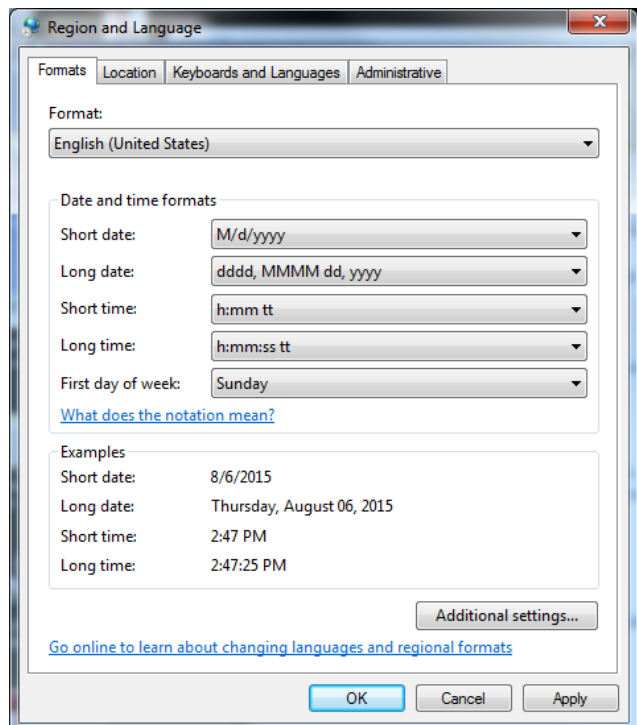 Region and Language
Formats Location Keyboards and Languages Administrative
Format:
English (United States)
Date and time formats
Short date: M/d/yyyy
Long date: dddd, MMMM dd, yyyy
Short time: h:mm tt
Long time: h:mm:ss tt
First day of week: Sunday
What does the notation mean?
Examples
Short date: 8/6/2015
Long date: Thursday, August 06, 2015
Short time: 2:47 PM
Long time: 2:47:25 PM
Additional settings...
Go online to learn about changing languages and regional formats
OK Cancel Apply